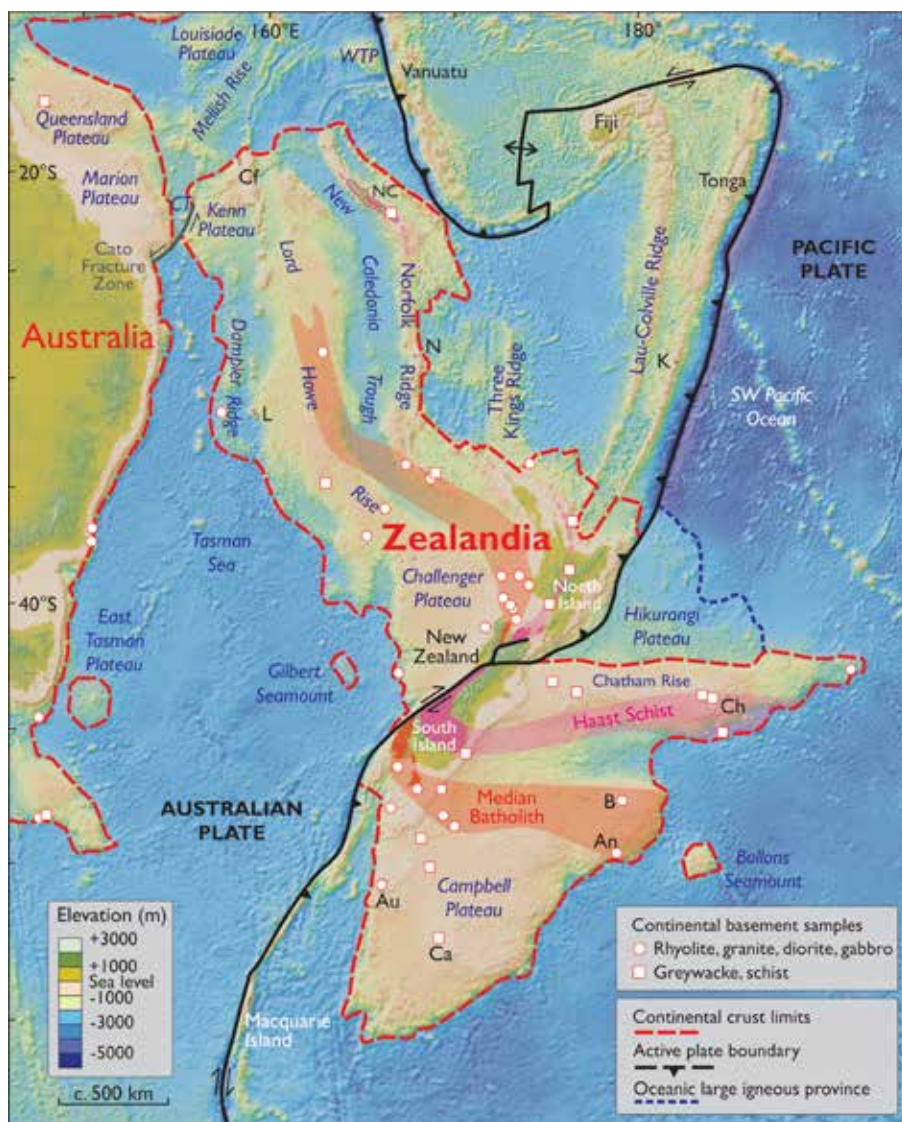 Louisiade
Plateau
160°E
180°
WTP
Vanuatu
Mellish Rise
Queensland
Plateau
Fiji
20°S
Cf
NC
Marion
Plateau
New
Caledonia
Trough
Tonga
CT
Kenn
Plateau
Cato
Fracture
Zone
Lord
Howe
Rise
Norfolk
Ridge
Lau-Colville Ridge
PACIFIC
PLATE
Australia
Dampier Ridge
N
Three
Kings Ridge
K
L
SW Pacific
Ocean
Tasman
Sea
Zealandia
Challenger
Plateau
North
Island
40°S
East
Tasman
Plateau
New
Zealand
Hikurangi
Plateau
Gilbert
Seamount
Chatham Rise
Ch
Haast Schist
South
Island
AUSTRALIAN
PLATE
Median
Batholith
B
An
Bollons
Seamount
Au
Campbell
Plateau
Ca
Macquarie
Island
Elevation (m)
+3000
+1000
Sea level
-1000
-3000
-5000
c. 500 km
Continental basement samples
Rhyolite, granite, diorite, gabbro
Greywacke, schist
Continental crust limits
Active plate boundary
Oceanic large igneous province